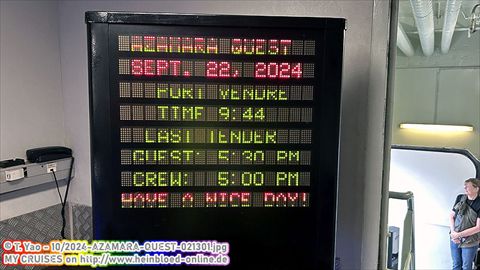 AZAMARA QUEST
SEPT. 22, 2024
PORT VENDRE
TIME 9:44
LAST TENDER
GUEST: 5:30 PM
CREW: 5:00 PM
HAVE A NICE DAY!
© T. Yao - 10/2024-AZAMARA-QUEST-021301.jpg
MY CRUISES on http://www.heinbloed-online.de